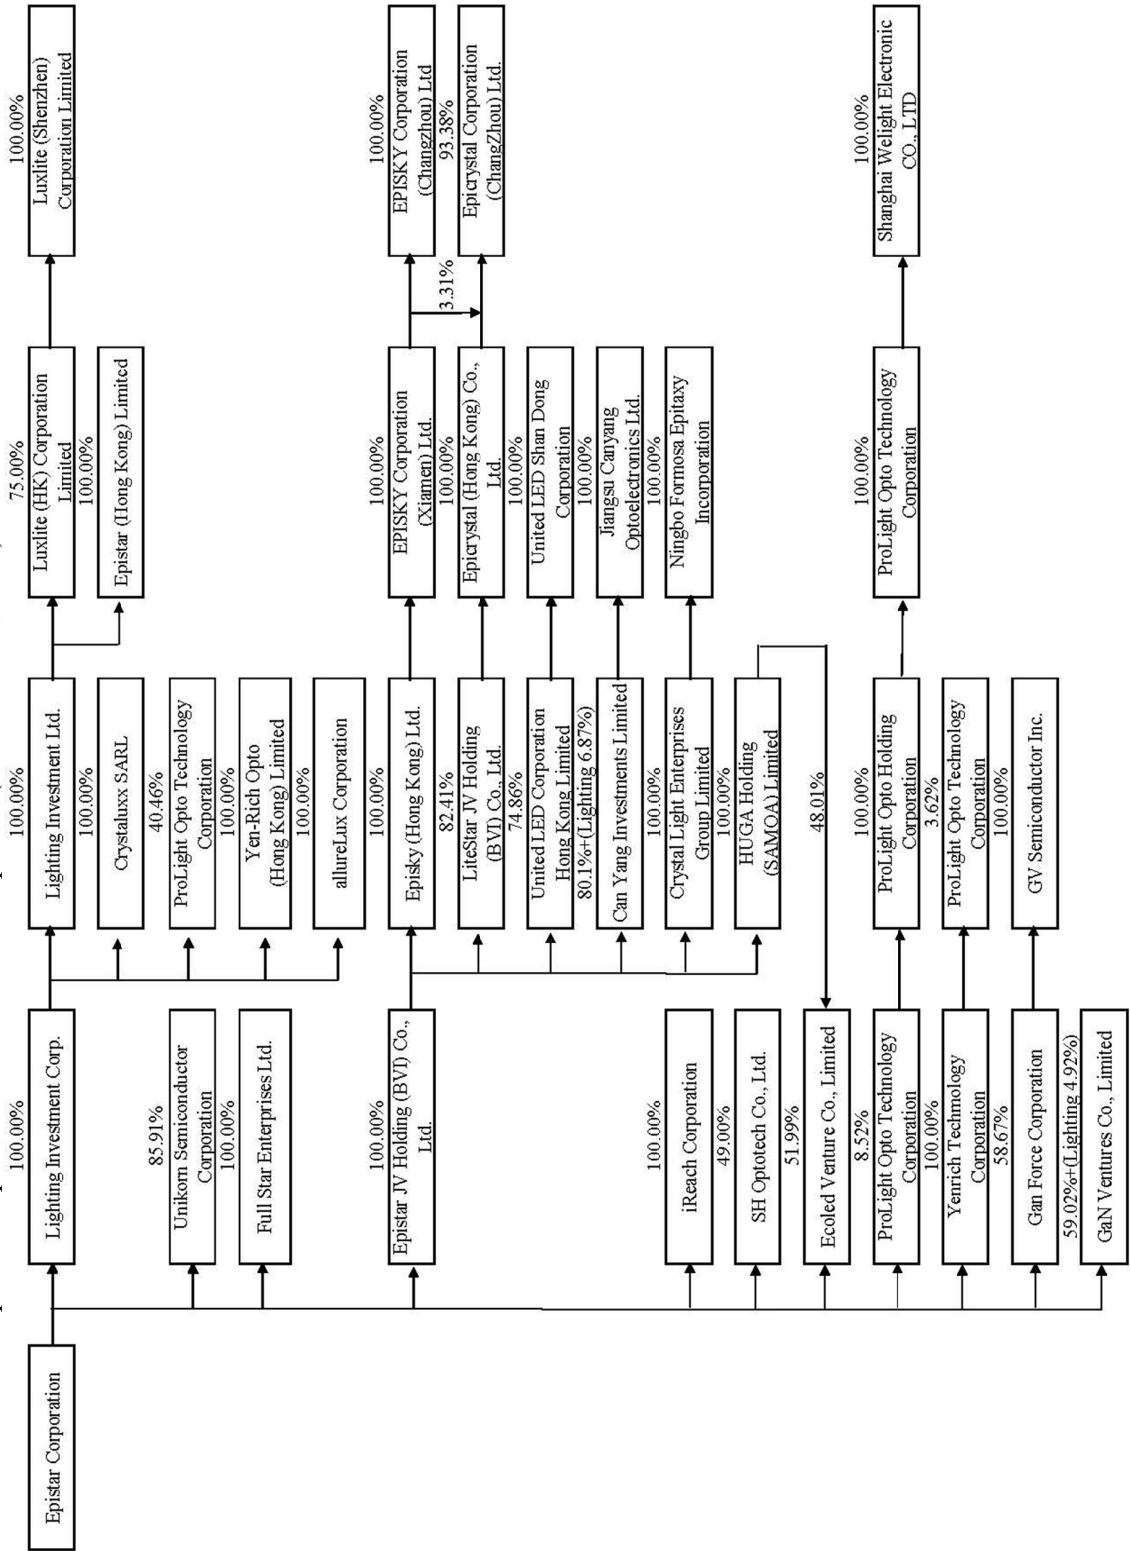 Epistar Corporation
100.00%
Lighting Investment Corp.
85.91%
Unikorn Semiconductor
Corporation
100.00%
Full Star Enterprises Ltd.
100.00%
Epistar JV Holding (BVI) Co.,
Ltd.
100.00%
iReach Corporation
49.00%
SH Optotech Co., Ltd.
51.99%
Ecoled Venture Co., Limited
8.52%
ProLight Opto Technology
Corporation
100.00%
Yenrich Technology
Corporation
58.67%
Gan Force Corporation
59.02%+(Lighting 4.92%)
GaN Ventures Co., Limited
100.00%
Lighting Investment Ltd.
100.00%
Crystaluxx SARL
40.46%
ProLight Opto Technology
Corporation
100.00%
Yen-Rich Opto
(Hong Kong) Limited
100.00%
allureLux Corporation
100.00%
Episky (Hong Kong) Ltd.
82.41%
LiteStar JV Holding
(BVI) Co., Ltd.
74.86%
United LED Corporation
Hong Kong Limited
80.1%+(Lighting 6.87%)
Can Yang Investments Limited
100.00%
Crystal Light Enterprises
Group Limited
100.00%
HUGA Holding
(SAMOA) Limited
48.01%
100.00%
ProLight Opto Holding
Corporation
3.62%
ProLight Opto Technology
Corporation
100.00%
GV Semiconductor Inc.
75.00%
Luxlite (HK) Corporation
Limited
100.00%
Epistar (Hong Kong) Limited
100.00%
EPISKY Corporation
(Xiamen) Ltd.
100.00%
Epicrystal (Hong Kong) Co.,
Ltd.
100.00%
United LED Shan Dong
Corporation
100.00%
Jiangsu Canyang
Optoelectronics Ltd.
100.00%
Ningbo Formosa Epitaxy
Incorporation
100.00%
ProLight Opto Technology
Corporation
100.00%
Luxlite (Shenzhen)
Corporation Limited
100.00%
EPISKY Corporation
(Changzhou) Ltd
3.31%
93.38%
Epicrystal Corporation
(ChangZhou) Ltd.
100.00%
Shanghai Welight Electronic
CO., LTD